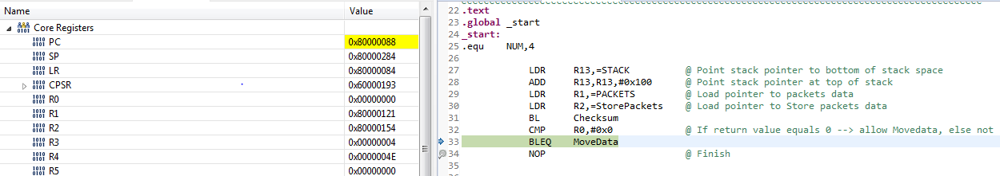 Name Value
Core Registers
PC 0x80000088
SP 0x80000284
LR 0x80000084
CPSR 0x60000193
R0 0x00000000
R1 0x80000121
R2 0x80000154
R3 0x00000004
R4 0x0000004E
R5 0x00000000
22 .text
23 .global _start
24 _start:
25 .equ NUM,4
26
27 LDR R13,=STACK @ Point stack pointer to bottom of stack space
28 ADD R13,R13,#0x100 @ Point stack pointer at top of stack
29 LDR R1,=PACKETS @ Load pointer to packets data
30 LDR R2,=StorePackets @ Load pointer to Store packets data
31 BL Checksum
32 CMP R0,#0x0 @ If return value equals 0 --> allow Movedata, else not
33 BLEQ MoveData
34 NOP @ Finish
35